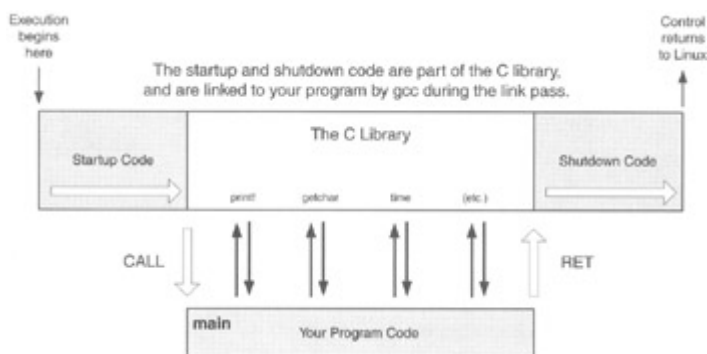 Execution
begins
here
Control
returns
to Linux
The startup and shutdown code are part of the C library,
and are linked to your program by gcc during the link pass.
The C Library
Startup Code
Shutdown Code
printf
getchar
time
(etc.)
CALL
RET
main
Your Program Code